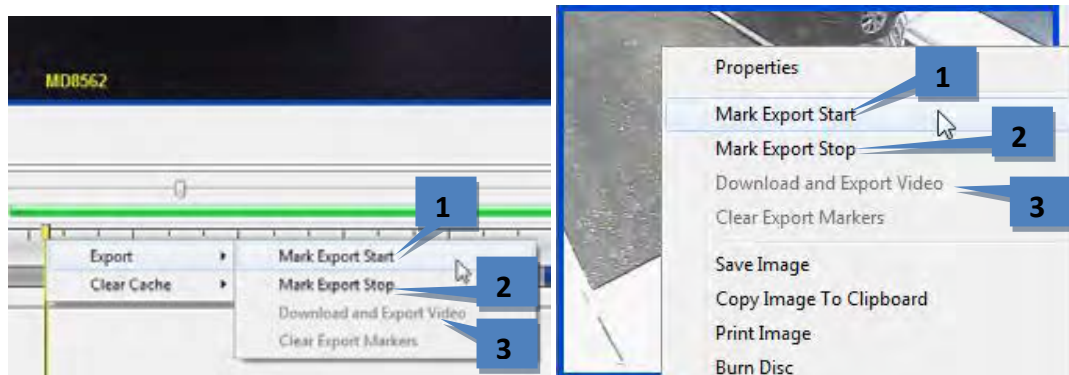 MD8562
1
Export
Clear Cache
Mark Export Start
Mark Export Stop
2
Download and Export Video
3
Clear Export Markers
Properties
1
Mark Export Start
Mark Export Stop
2
Download and Export Video
3
Clear Export Markers
Save Image
Copy Image To Clipboard
Print Image
Burn Disc